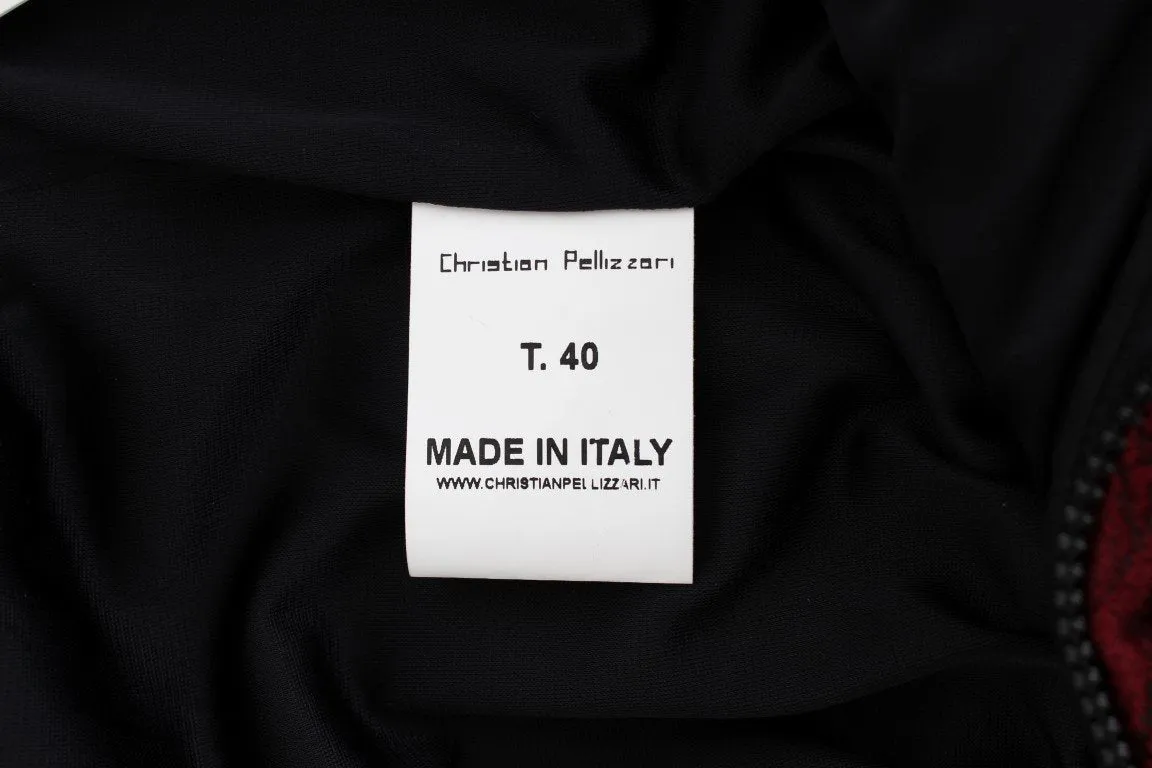 Christian Pellizzari
T. 40
MADE IN ITALY
WWW.CHRISTIANPELLIZZARI.IT